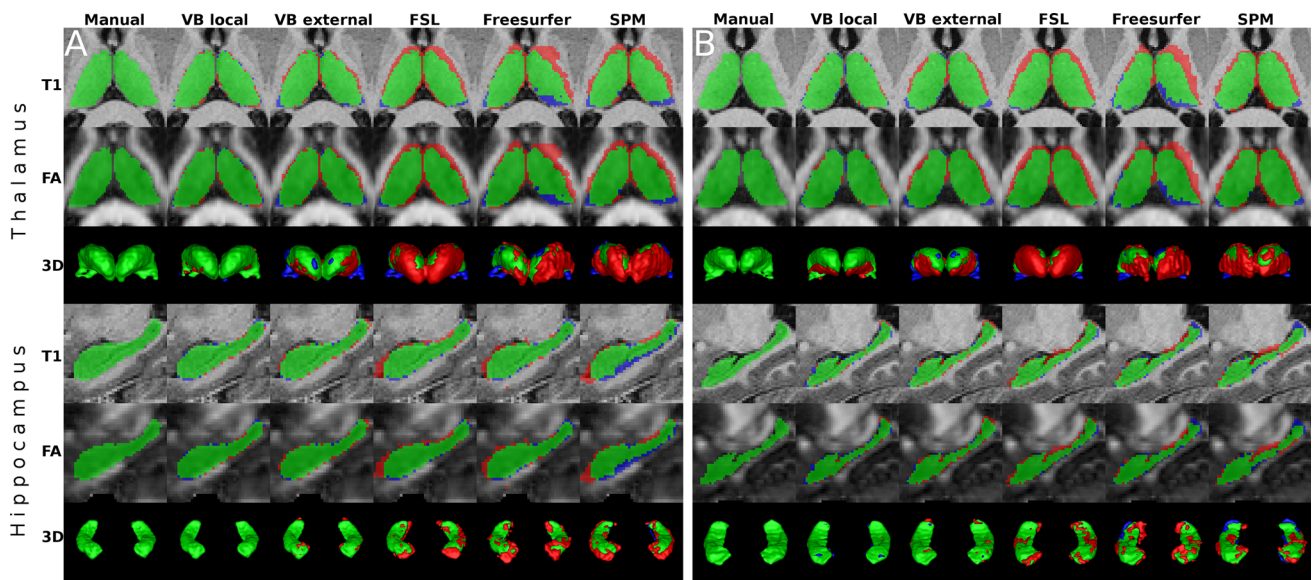 Manual VB local VB external FSL Freesurfer SPM
Manual VB local VB external FSL Freesurfer SPM
A
B
Thalamus
T1
FA
3D
Hippocampus
T1
FA
3D